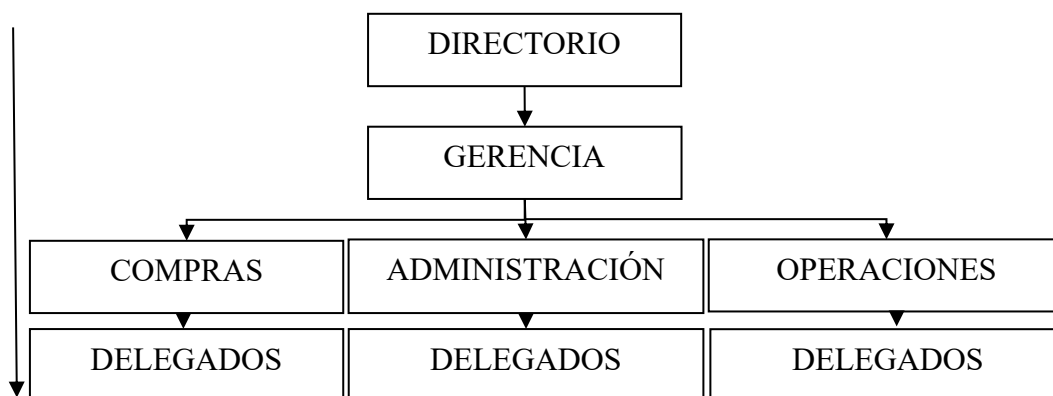 DIRECTORIO
GERENCIA
COMPRAS
ADMINISTRACIÓN
OPERACIONES
DELEGADOS
DELEGADOS
DELEGADOS